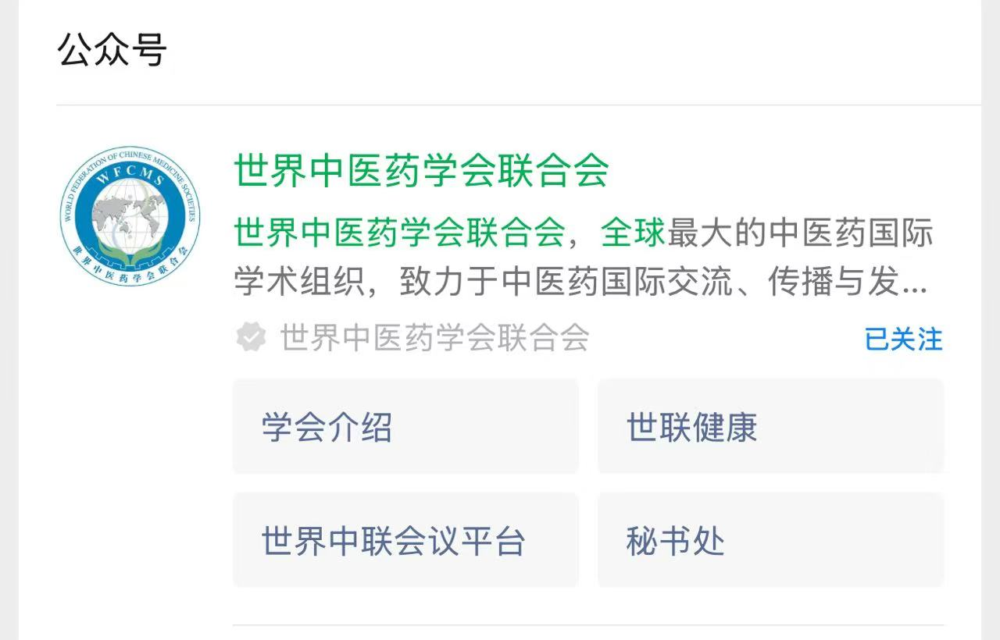 公众号
WORLD FEDERATION OF CHINESE MEDICINE SOCIETIES
WFCMS
世界中医药学会联合会
世界中医药学会联合会
世界中医药学会联合会，全球最大的中医药国际
学术组织，致力于中医药国际交流、传播与发...
世界中医药学会联合会
已关注
学会介绍
世联健康
世界中联会议平台
秘书处